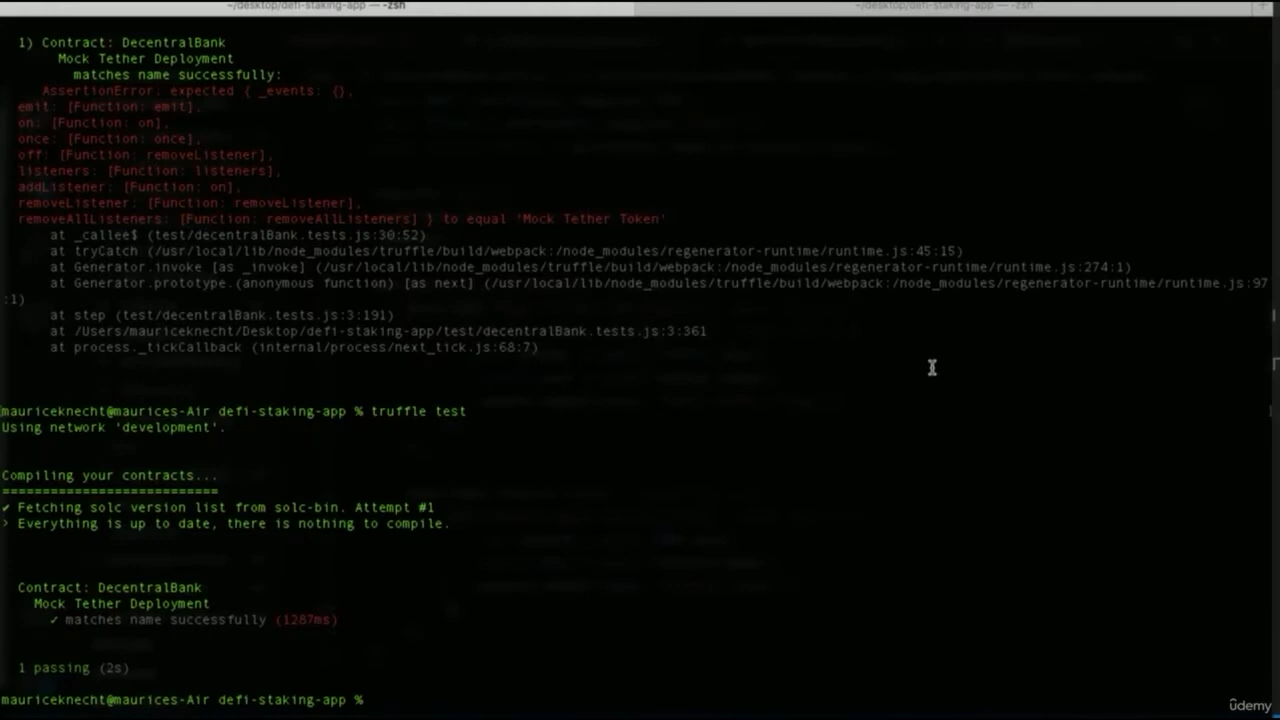 ~/desktop/defi-staking-app — -zsh
~/desktop/defi-staking-app — -zsh
1) Contract: DecentralBank
Mock Tether Deployment
matches name successfully:
AssertionError: expected { _events: {},
emit: [Function: emit],
on: [Function: on],
once: [Function: once],
off: [Function: removeListener],
listeners: [Function: listeners],
addListener: [Function: on],
removeListener: [Function: removeListener],
removeAllListeners: [Function: removeAllListeners] } to equal 'Mock Tether Token'
at _callee$ (test/decentralBank.tests.js:30:52)
at tryCatch (/usr/local/lib/node_modules/truffle/build/webpack:/node_modules/regenerator-runtime/runtime.js:45:15)
at Generator.invoke [as _invoke] (/usr/local/lib/node_modules/truffle/build/webpack:/node_modules/regenerator-runtime/runtime.js:274:1)
at Generator.prototype.(anonymous function) [as next] (/usr/local/lib/node_modules/truffle/build/webpack:/node_modules/regenerator-runtime/runtime.js:97
:1)
at step (test/decentralBank.tests.js:3:191)
at /Users/mauriceknecht/Desktop/defi-staking-app/test/decentralBank.tests.js:3:361
at process._tickCallback (internal/process/next_tick.js:68:7)
mauriceknecht@maurices-Air defi-staking-app % truffle test
Using network 'development'.
Compiling your contracts...
===========================
✓ Fetching solc version list from solc-bin. Attempt #1
> Everything is up to date, there is nothing to compile.
Contract: DecentralBank
Mock Tether Deployment
✓ matches name successfully (1287ms)
1 passing (2s)
mauriceknecht@maurices-Air defi-staking-app %
ûdemy